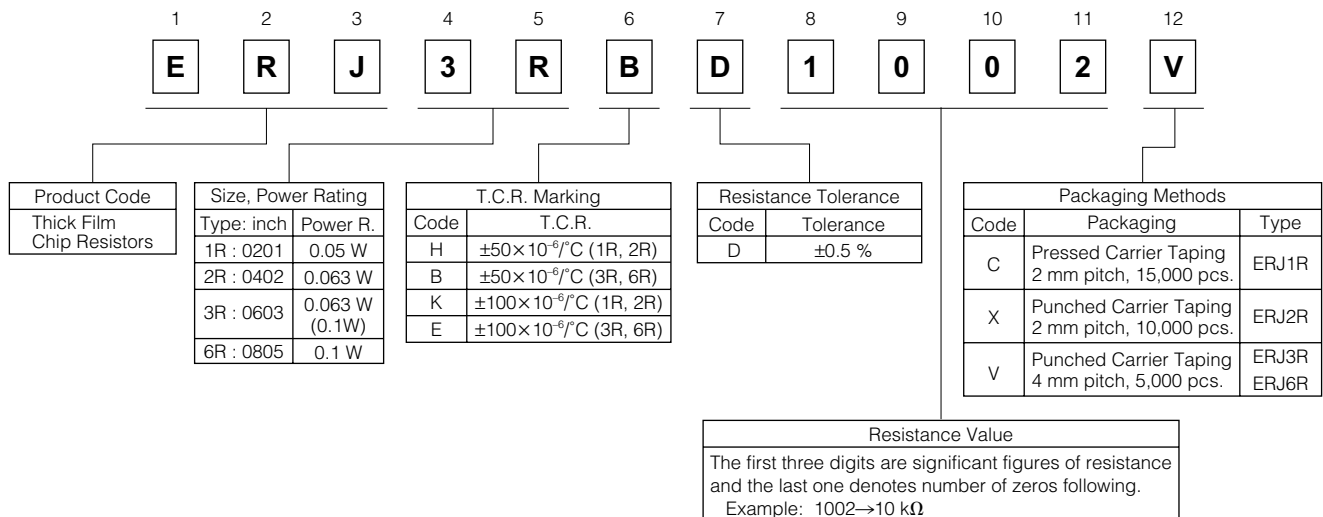 1 2 3 4 5 6 7 8 9 10 11 12
E R J 3 R B D 1 0 0 2 V
Product Code
Thick Film
Chip Resistors
Size, Power Rating
Type: inch Power R.
1R : 0201 0.05 W
2R : 0402 0.063 W
3R : 0603 0.063 W
(0.1W)
6R : 0805 0.1 W
T.C.R. Marking
Code T.C.R.
H ±50×10⁻⁶/°C (1R, 2R)
B ±50×10⁻⁶/°C (3R, 6R)
K ±100×10⁻⁶/°C (1R, 2R)
E ±100×10⁻⁶/°C (3R, 6R)
Resistance Tolerance
Code Tolerance
D ±0.5 %
Packaging Methods
Code Packaging Type
C Pressed Carrier Taping
2 mm pitch, 15,000 pcs. ERJ1R
X Punched Carrier Taping
2 mm pitch, 10,000 pcs. ERJ2R
V Punched Carrier Taping
4 mm pitch, 5,000 pcs. ERJ3R
ERJ6R
Resistance Value
The first three digits are significant figures of resistance
and the last one denotes number of zeros following.
Example: 1002→10 kΩ